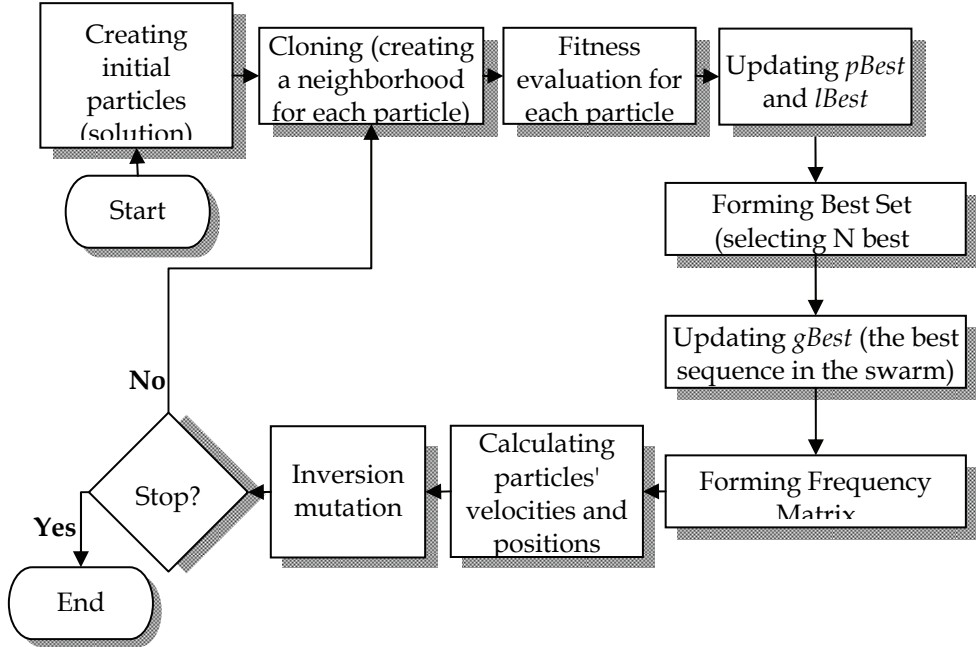 Creating
initial
particles
(solution)
Cloning (creating
a neighborhood
for each particle)
Fitness
evaluation for
each particle
Updating pBest
and lBest
Start
Forming Best Set
(selecting N best
Updating gBest (the best
sequence in the swarm)
No
Forming Frequency
Matrix
Calculating
particles'
velocities and
positions
Inversion
mutation
Stop?
Yes
End